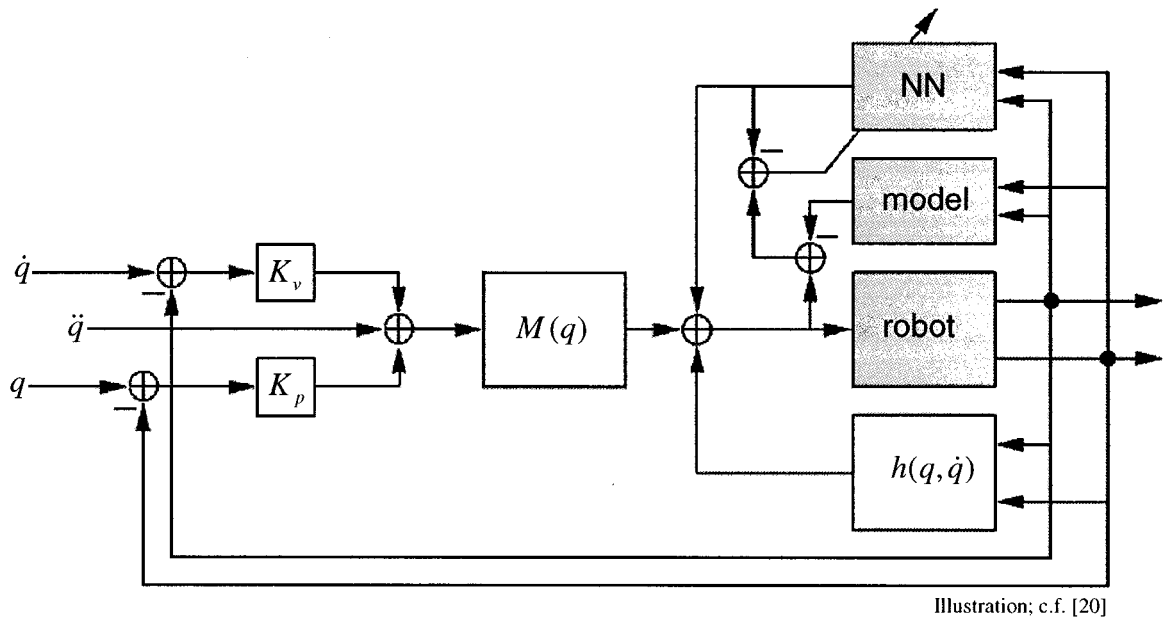 NN
−
model
−
q̇
K_v
−
q̈
M(q)
robot
q
K_p
−
h(q, q̇)
Illustration; c.f. [20]